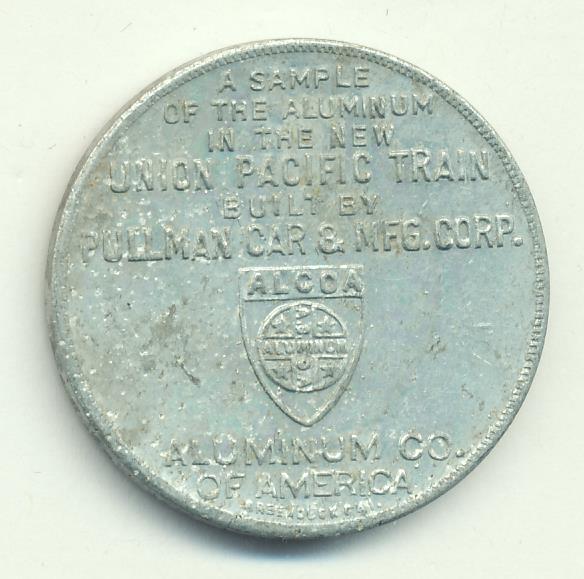 A SAMPLE
OF THE ALUMINUM
IN THE NEW
UNION PACIFIC TRAIN
BUILT BY
PULLMAN CAR & MFG. CORP.
ALCOA
ALUMINUM
ALUMINUM CO.
OF AMERICA